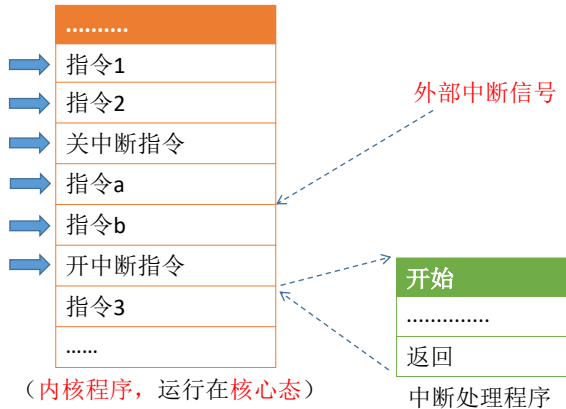 ..........
指令1
指令2
关中断指令
指令a
指令b
开中断指令
指令3
......
（内核程序，运行在核心态）
外部中断信号
开始
..............
返回
中断处理程序